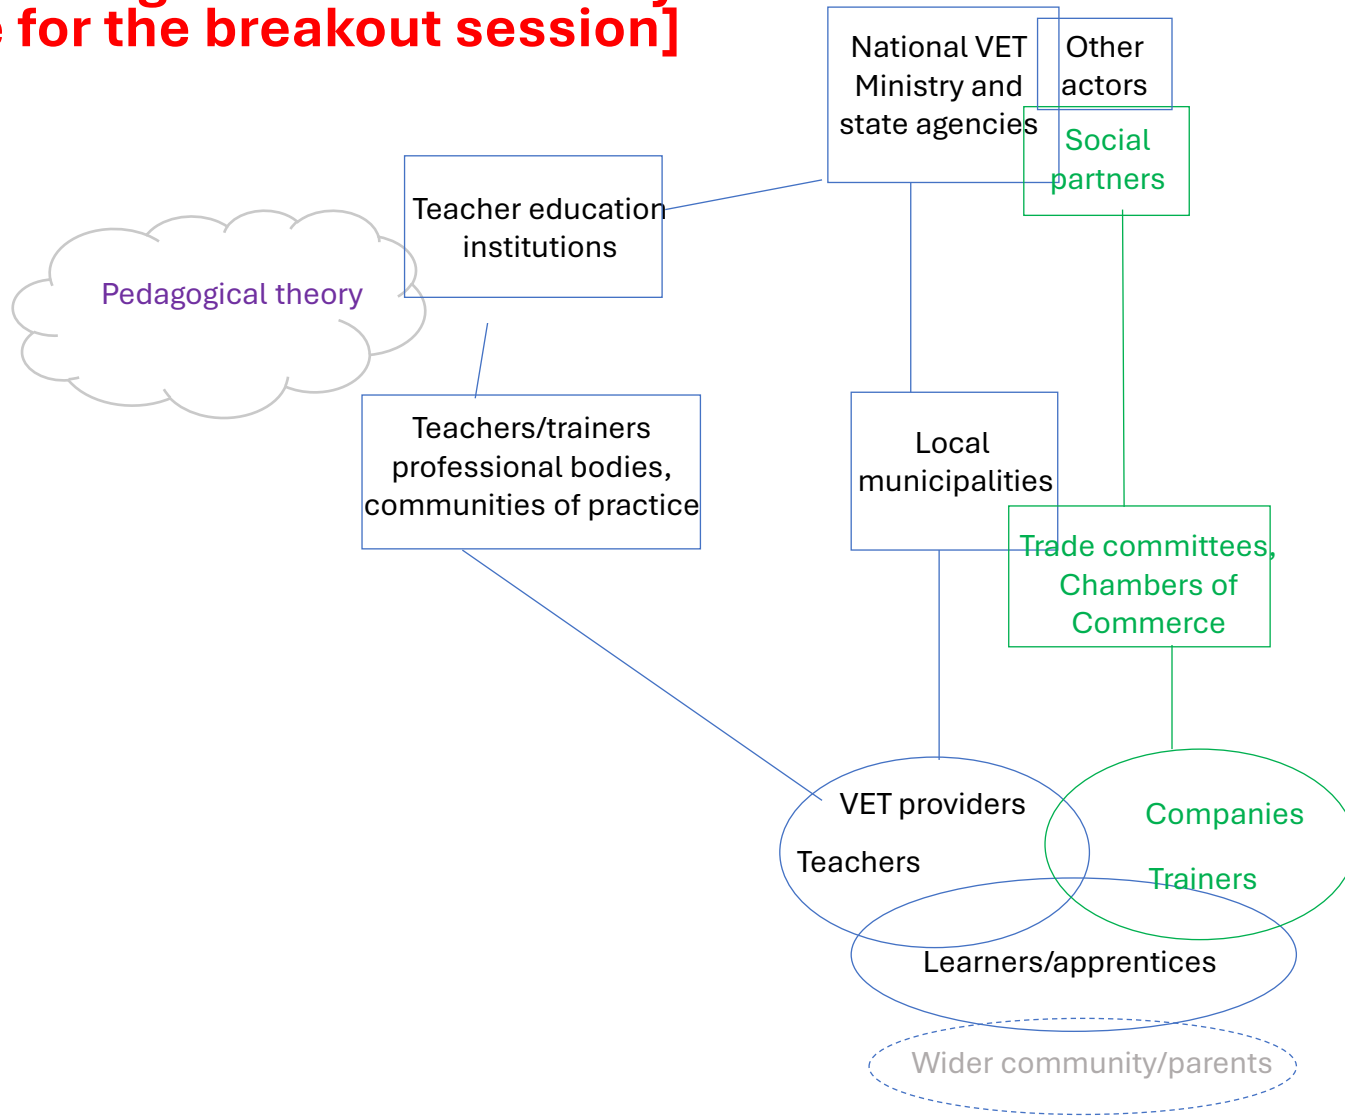 for the breakout session]
National VET
Ministry and
state agencies
Other
actors
Social
partners
Teacher education
institutions
Pedagogical theory
Teachers/trainers
professional bodies,
communities of practice
Local
municipalities
Trade committees,
Chambers of
Commerce
VET providers
Teachers
Companies
Trainers
Learners/apprentices
Wider community/parents